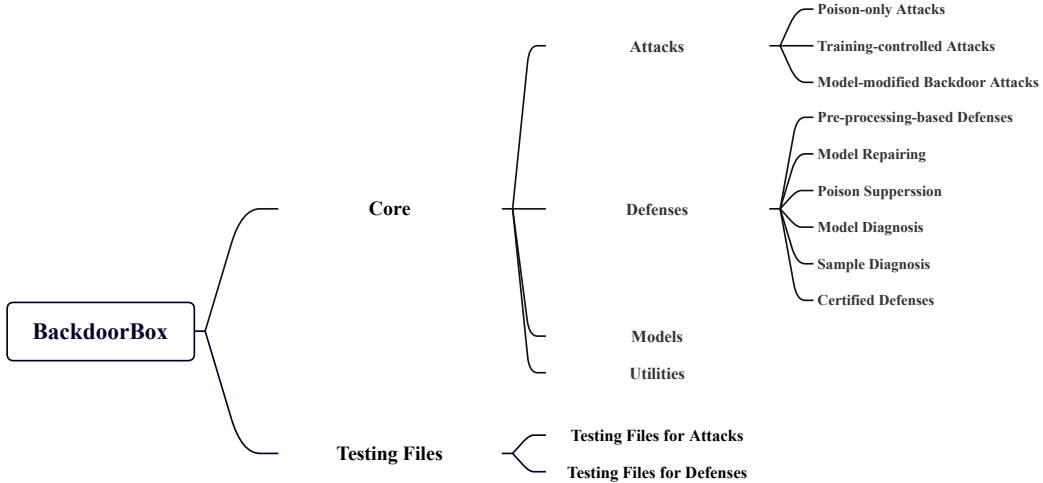 BackdoorBox
Core
Attacks
Poison-only Attacks
Training-controlled Attacks
Model-modified Backdoor Attacks
Defenses
Pre-processing-based Defenses
Model Repairing
Poison Superssion
Model Diagnosis
Sample Diagnosis
Certified Defenses
Models
Utilities
Testing Files
Testing Files for Attacks
Testing Files for Defenses